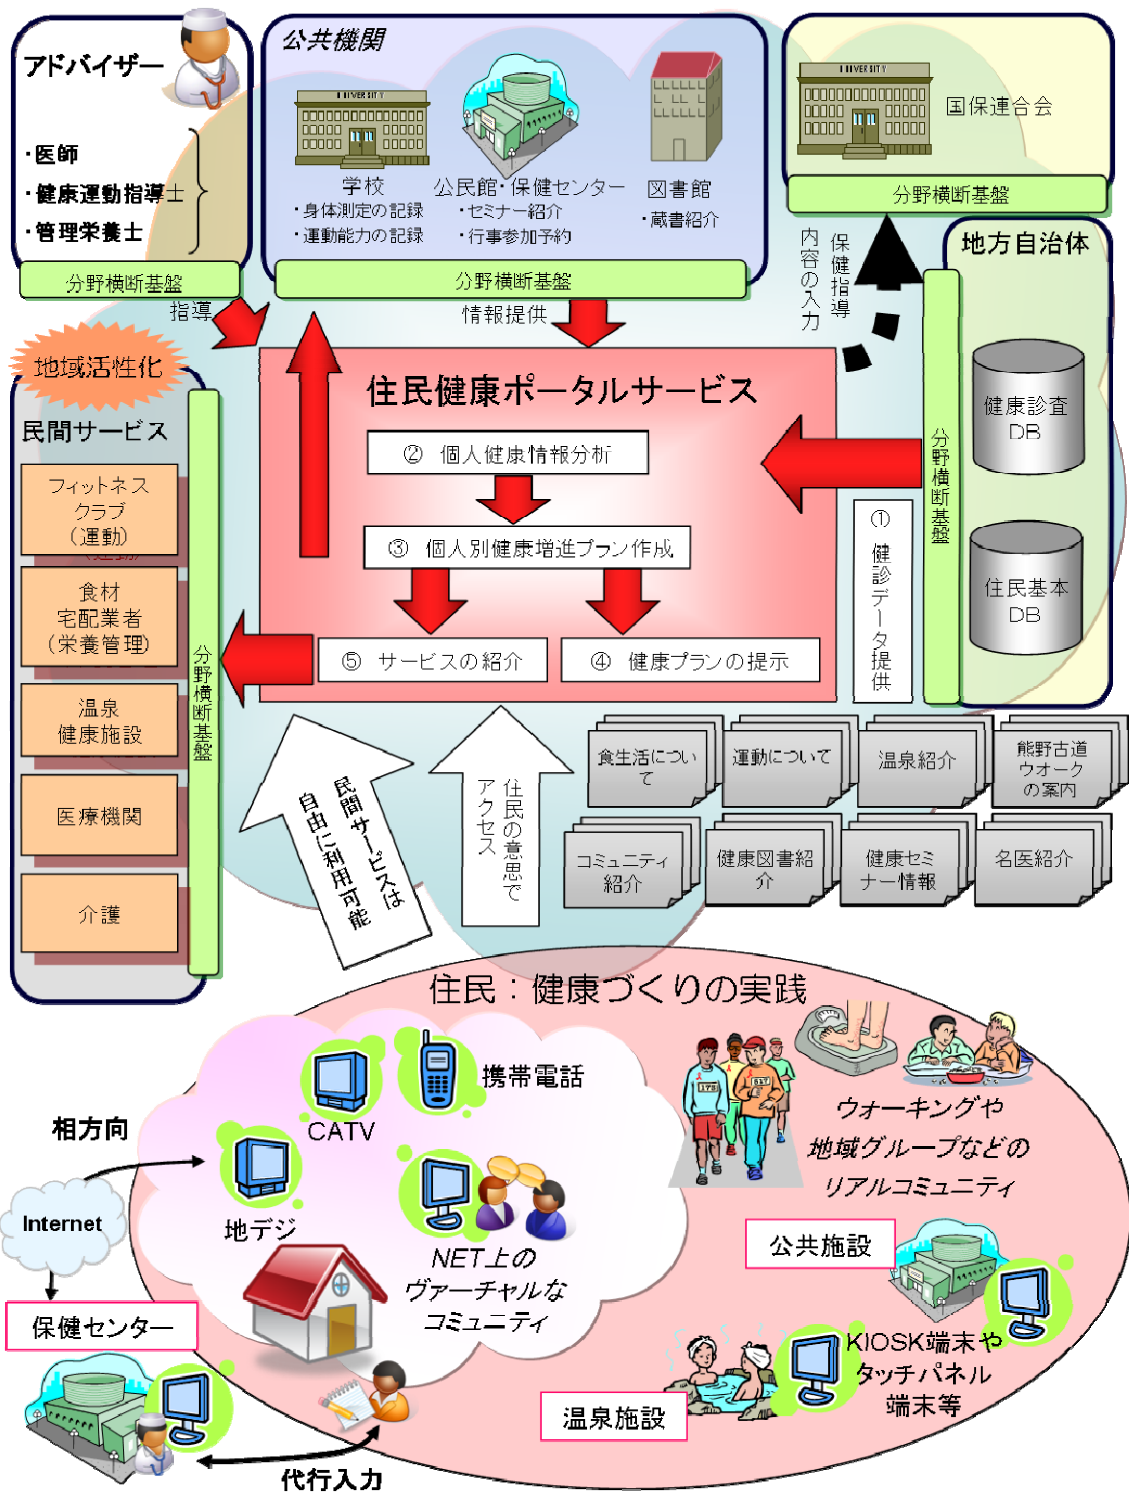 アドバイザー
・医師
・健康運動指導士
・管理栄養士
分野横断基盤
指導
公共機関
UNIVERSITY
学校
・身体測定の記録
・運動能力の記録
公民館・保健センター
・セミナー紹介
・行事参加予約
図書館
・蔵書紹介
分野横断基盤
情報提供
UNIVERSITY
国保連合会
分野横断基盤
保健指導
内容の入力
地方自治体
健康診査
DB
住民基本
DB
分野横断基盤
① 健診データ提供
地域活性化
民間サービス
フィットネス
クラブ
(運動)
食材
宅配業者
(栄養管理)
温泉
健康施設
医療機関
介護
分野横断基盤
住民健康ポータルサービス
② 個人健康情報分析
③ 個人別健康増進プラン作成
⑤ サービスの紹介
④ 健康プランの提示
民間サービスは
自由に利用可能
住民の意思で
アクセス
食生活につい
て
運動について
温泉紹介
熊野古道
ウオーク
の案内
コミュニティ
紹介
健康図書紹
介
健康セミ
ナー情報
名医紹介
住民：健康づくりの実践
携帯電話
CATV
地デジ
NET上の
ヴァーチャルな
コミュニティ
ウォーキングや
地域グループなどの
リアルコミュニティ
公共施設
KIOSK端末や
タッチパネル
端末等
温泉施設
相方向
Internet
保健センター
代行入力